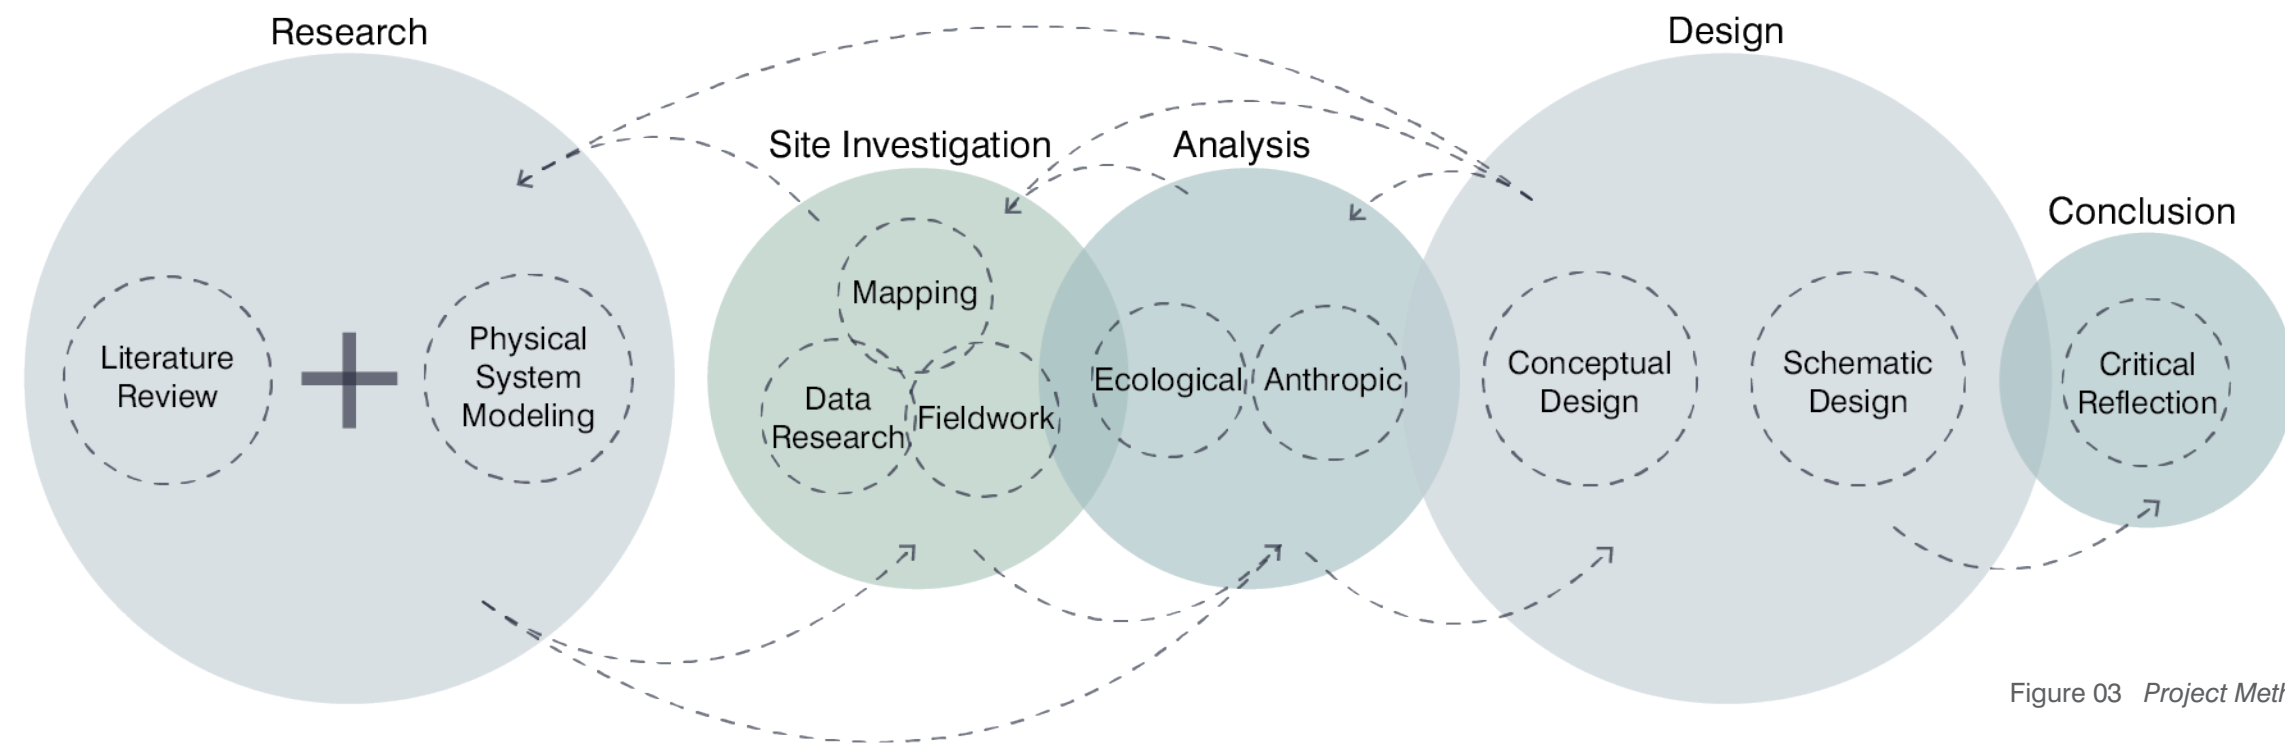 Research
Literature
Review
Physical
System
Modeling
Site Investigation
Mapping
Data
Research
Fieldwork
Analysis
Ecological
Anthropic
Design
Conceptual
Design
Schematic
Design
Conclusion
Critical
Reflection
Figure 03 Project